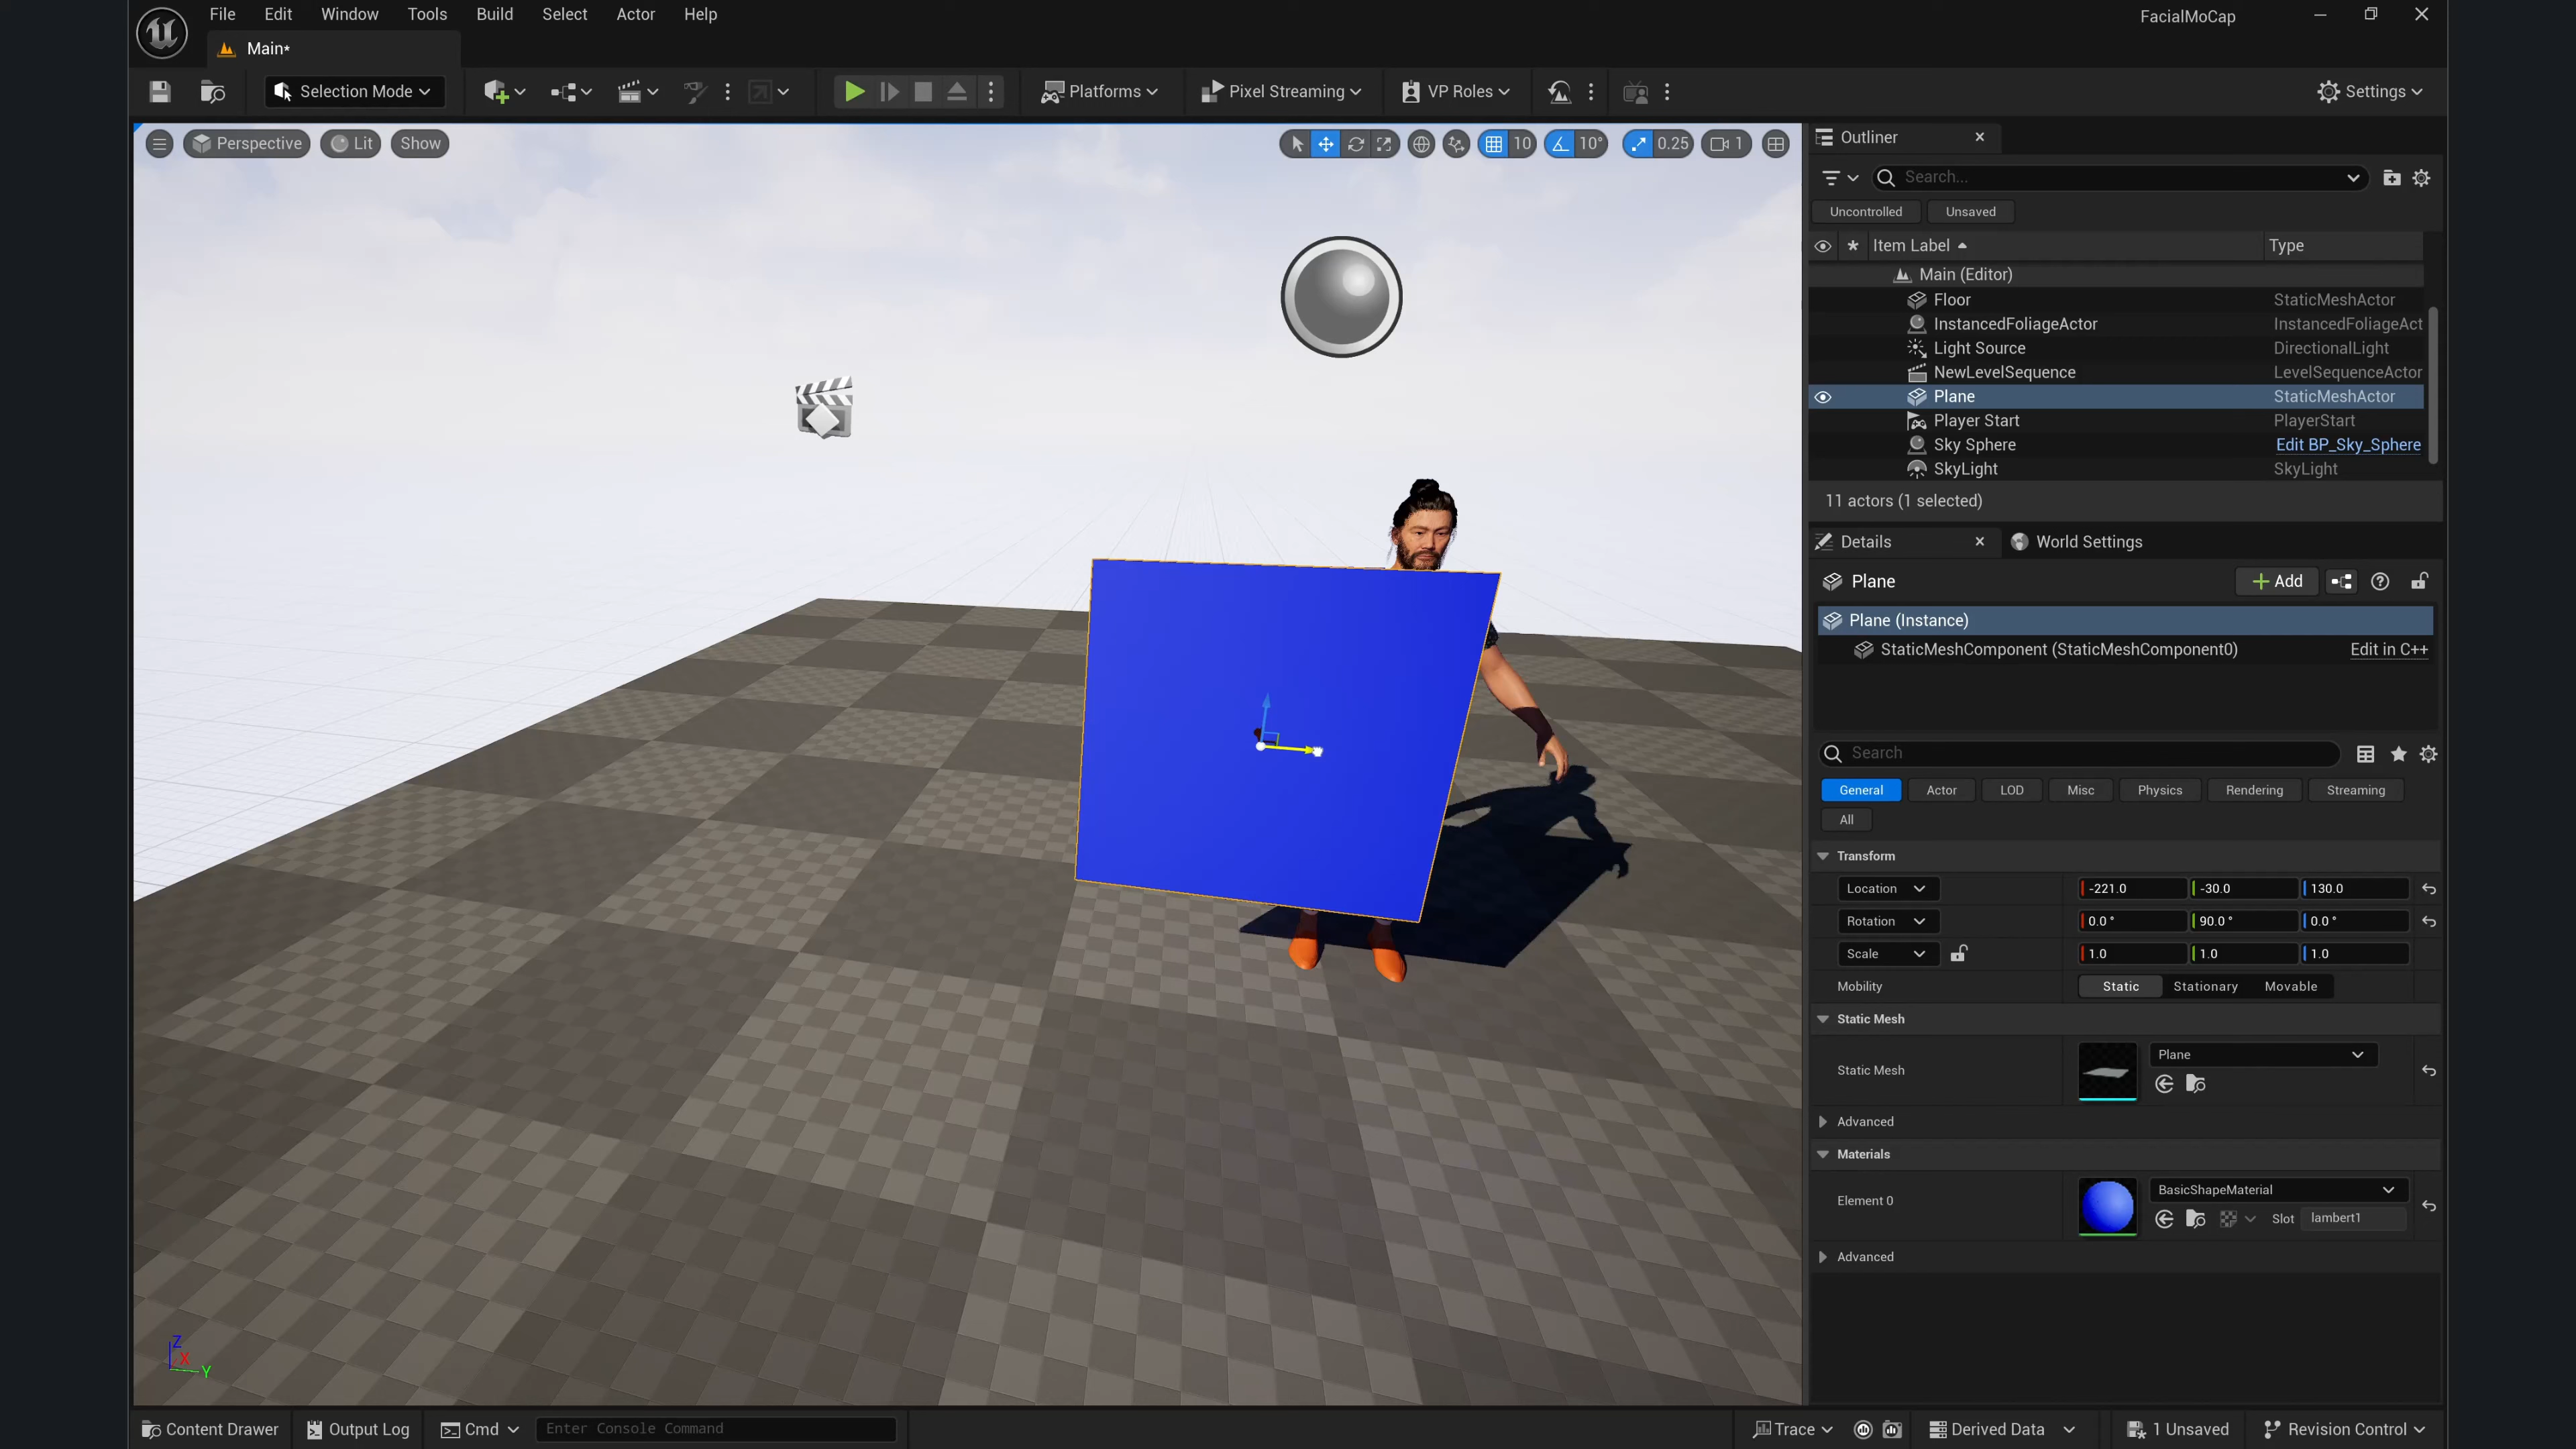 File Edit Window Tools Build Select Actor Help
FacialMoCap
Main*
Selection Mode
Platforms
Pixel Streaming
VP Roles
Settings
Perspective
Lit
Show
10
10°
0.25
1
Outliner
Search...
Uncontrolled
Unsaved
Item Label
Type
Main (Editor)
Floor StaticMeshActor
InstancedFoliageActor InstancedFoliageAct
Light Source DirectionalLight
NewLevelSequence LevelSequenceActor
Plane StaticMeshActor
Player Start PlayerStart
Sky Sphere Edit BP_Sky_Sphere
SkyLight SkyLight
11 actors (1 selected)
Details
World Settings
Plane
Add
Plane (Instance)
StaticMeshComponent (StaticMeshComponent0) Edit in C++
Search
General Actor LOD Misc Physics Rendering Streaming
All
Transform
Location -221.0 -30.0 130.0
Rotation 0.0 ° 90.0 ° 0.0 °
Scale 1.0 1.0 1.0
Mobility Static Stationary Movable
Static Mesh
Static Mesh
Plane
Advanced
Materials
Element 0
BasicShapeMaterial
Slot lambert1
Advanced
Z
X
Y
Content Drawer
Output Log
Cmd
Enter Console Command
Trace
Derived Data
1 Unsaved
Revision Control